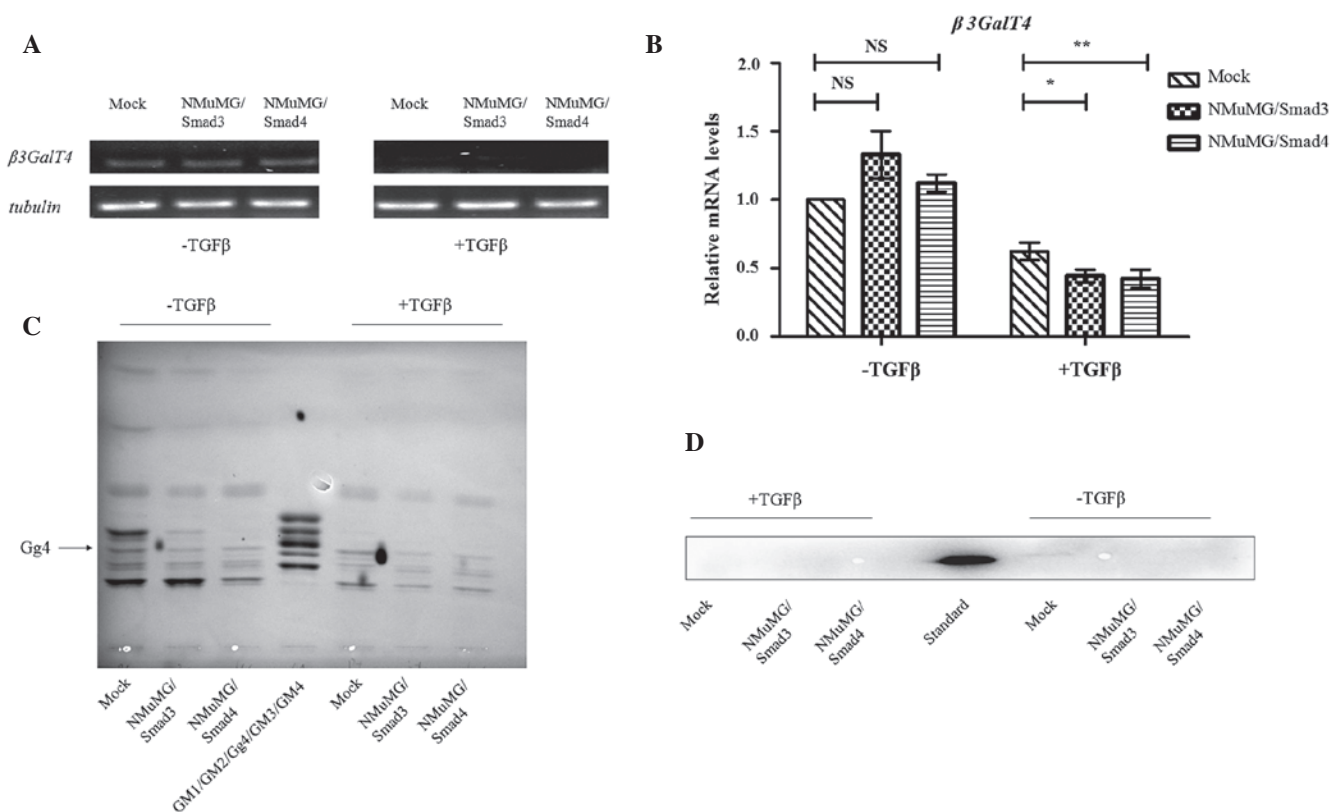 A
Mock
NMuMG/
Smad3
NMuMG/
Smad4
Mock
NMuMG/
Smad3
NMuMG/
Smad4
β3GalT4
tubulin
-TGFβ
+TGFβ
B
β3GalT4
NS
NS
**
*
2.0
1.5
1.0
0.5
0.0
Relative mRNA levels
-TGFβ
+TGFβ
Mock
NMuMG/Smad3
NMuMG/Smad4
C
-TGFβ
+TGFβ
Gg4
Mock
NMuMG/
Smad3
NMuMG/
Smad4
GM1/GM2/Gg4/GM3/GM4
Mock
NMuMG/
Smad3
NMuMG/
Smad4
D
+TGFβ
-TGFβ
Mock
NMuMG/
Smad3
NMuMG/
Smad4
Standard
Mock
NMuMG/
Smad3
NMuMG/
Smad4